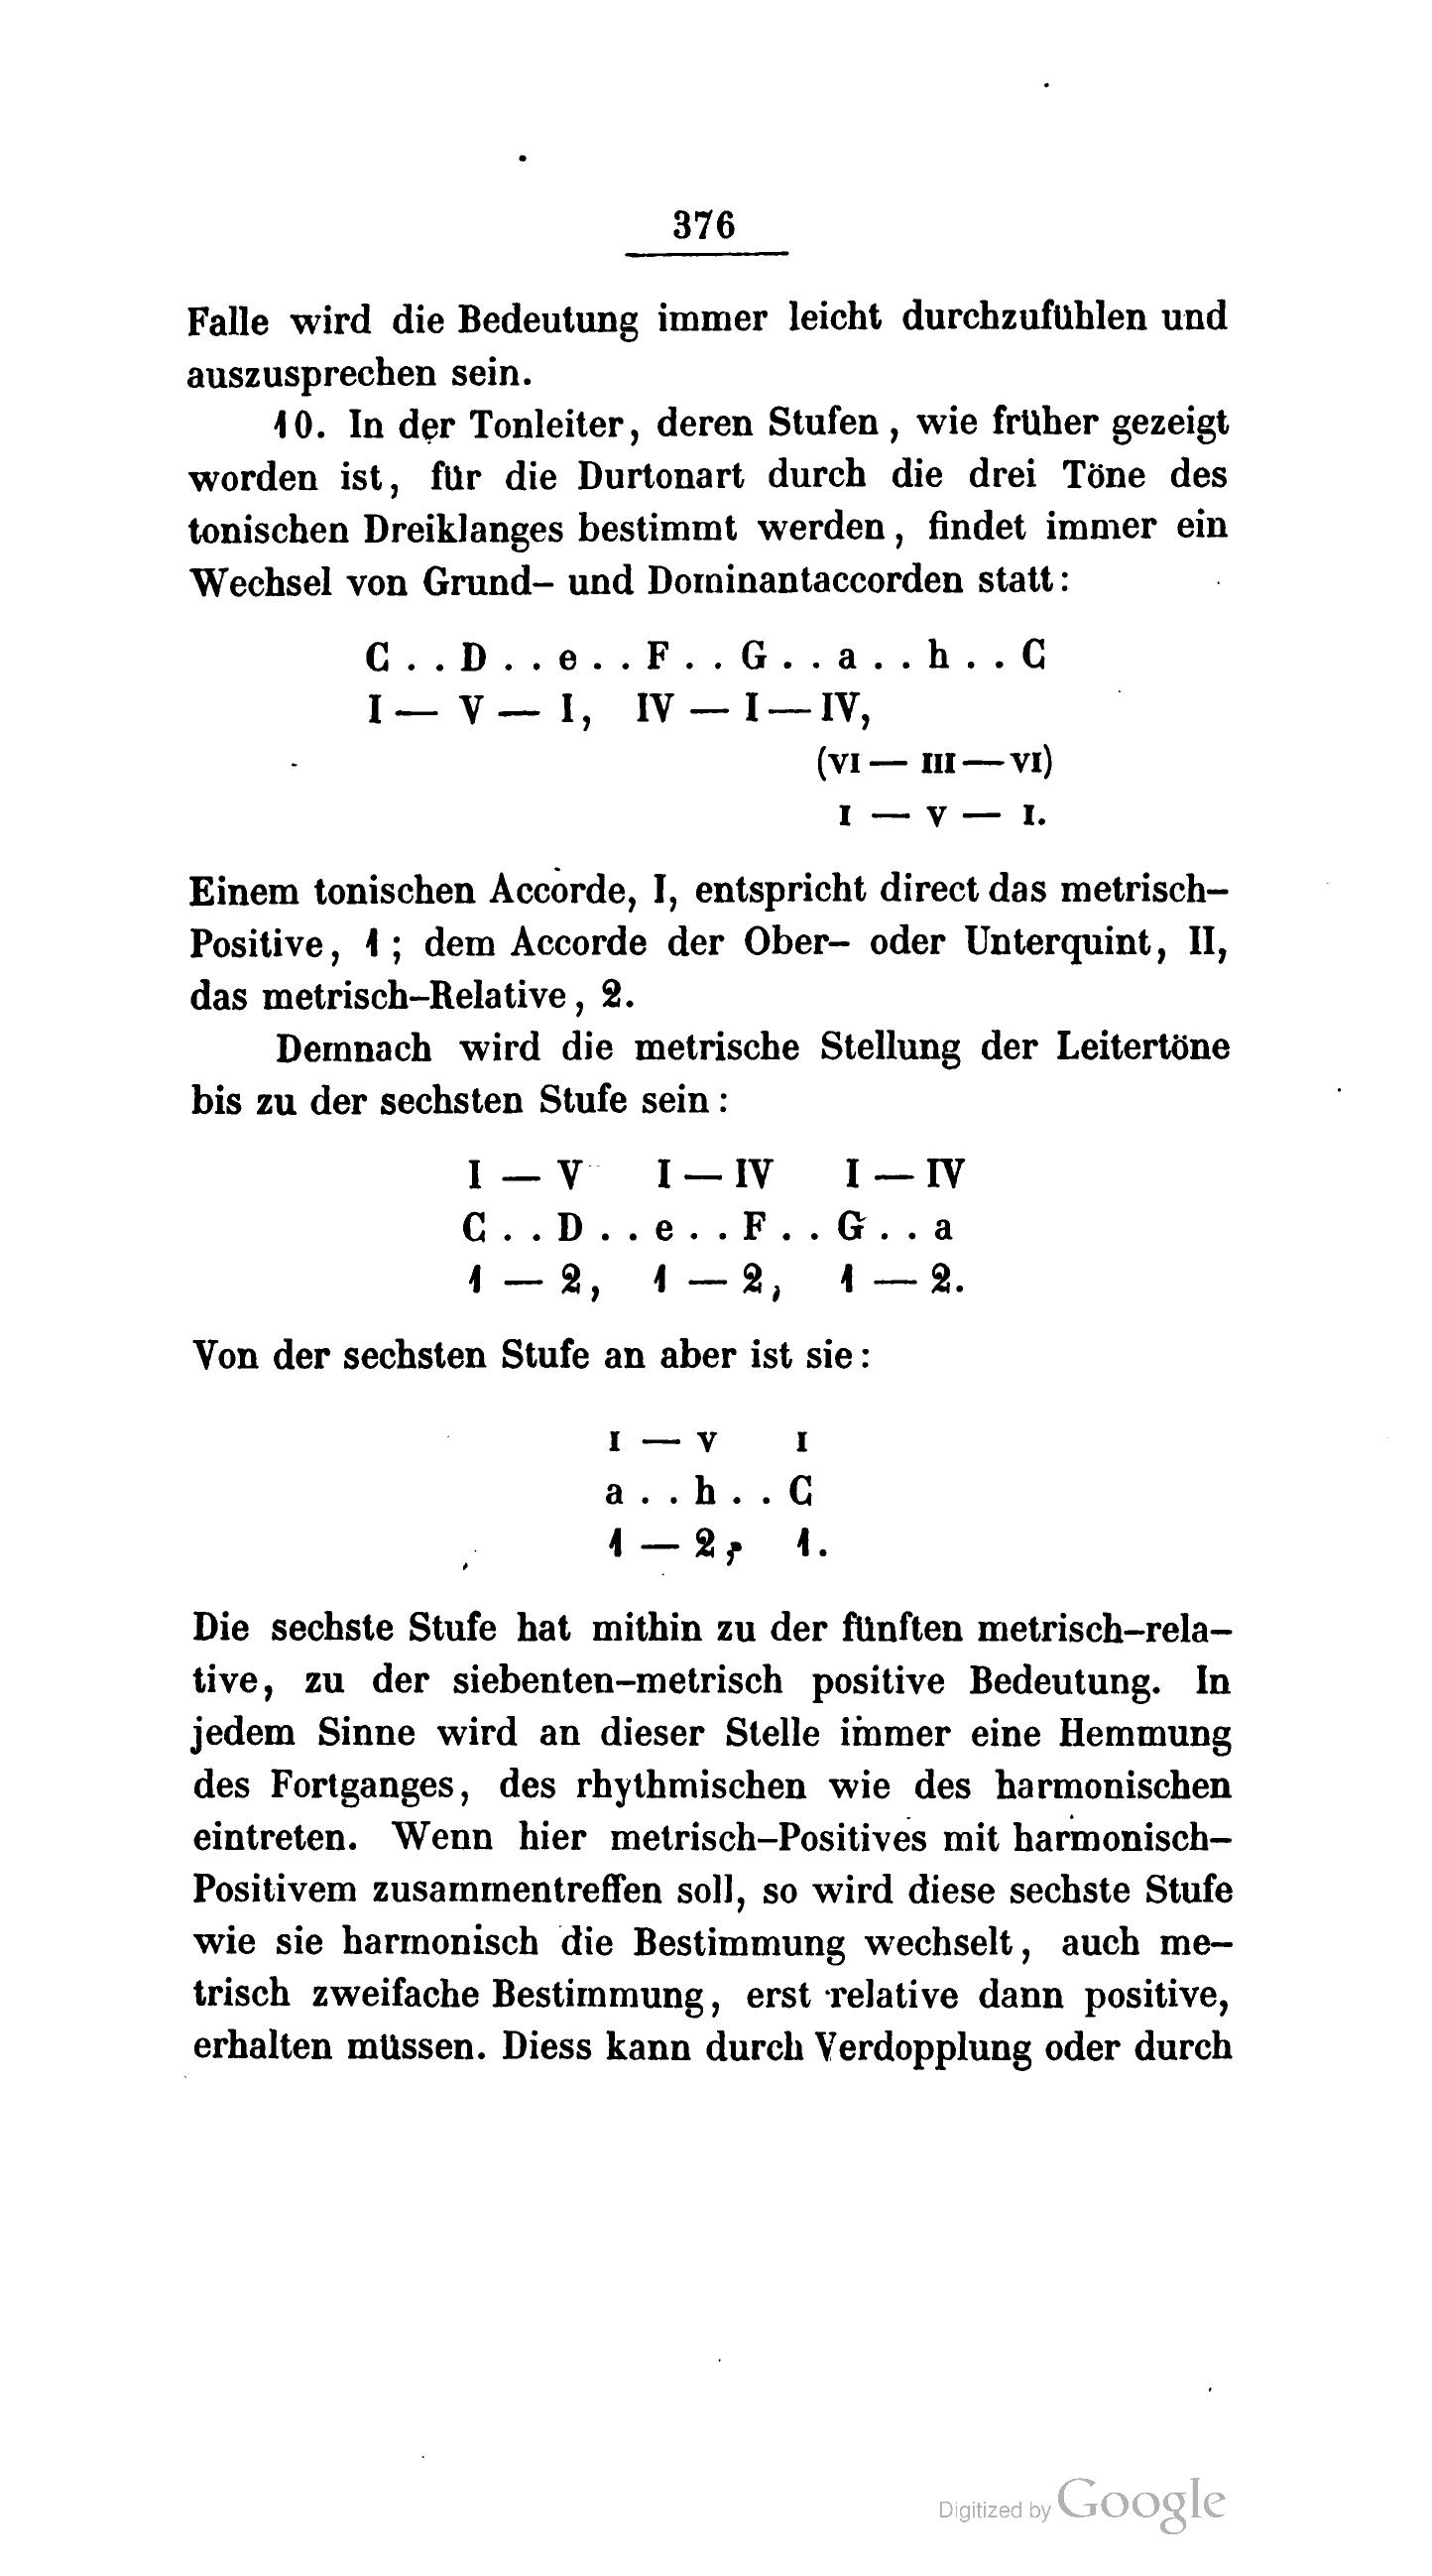 376
Falle wird die Bedeutung immer leicht durchzufühlen und
auszusprechen sein.
10. In der Tonleiter, deren Stufen, wie früher gezeigt
worden ist, für die Durtonart durch die drei Töne des
tonischen Dreiklanges bestimmt werden, findet immer ein
Wechsel von Grund- und Dominantaccorden statt:
C . . D . . e . . F . . G . . a . . h . . C
I — V — I, IV — I — IV,
(VI — III — VI)
I — V — I.
Einem tonischen Accorde, I, entspricht direct das metrisch-
Positive, 1; dem Accorde der Ober- oder Unterquint, II,
das metrisch-Relative, 2.
Demnach wird die metrische Stellung der Leitertöne
bis zu der sechsten Stufe sein:
I — V I — IV I — IV
C . . D . . e . . F . . G . . a
1 — 2, 1 — 2, 1 — 2.
Von der sechsten Stufe an aber ist sie:
I — V I
a . . h . . C
1 — 2, 1.
Die sechste Stufe hat mithin zu der fünften metrisch-rela-
tive, zu der siebenten-metrisch positive Bedeutung. In
jedem Sinne wird an dieser Stelle immer eine Hemmung
des Fortganges, des rhythmischen wie des harmonischen
eintreten. Wenn hier metrisch-Positives mit harmonisch-
Positivem zusammentreffen soll, so wird diese sechste Stufe
wie sie harmonisch die Bestimmung wechselt, auch me-
trisch zweifache Bestimmung, erst relative dann positive,
erhalten müssen. Diess kann durch Verdopplung oder durch
Digitized by Google